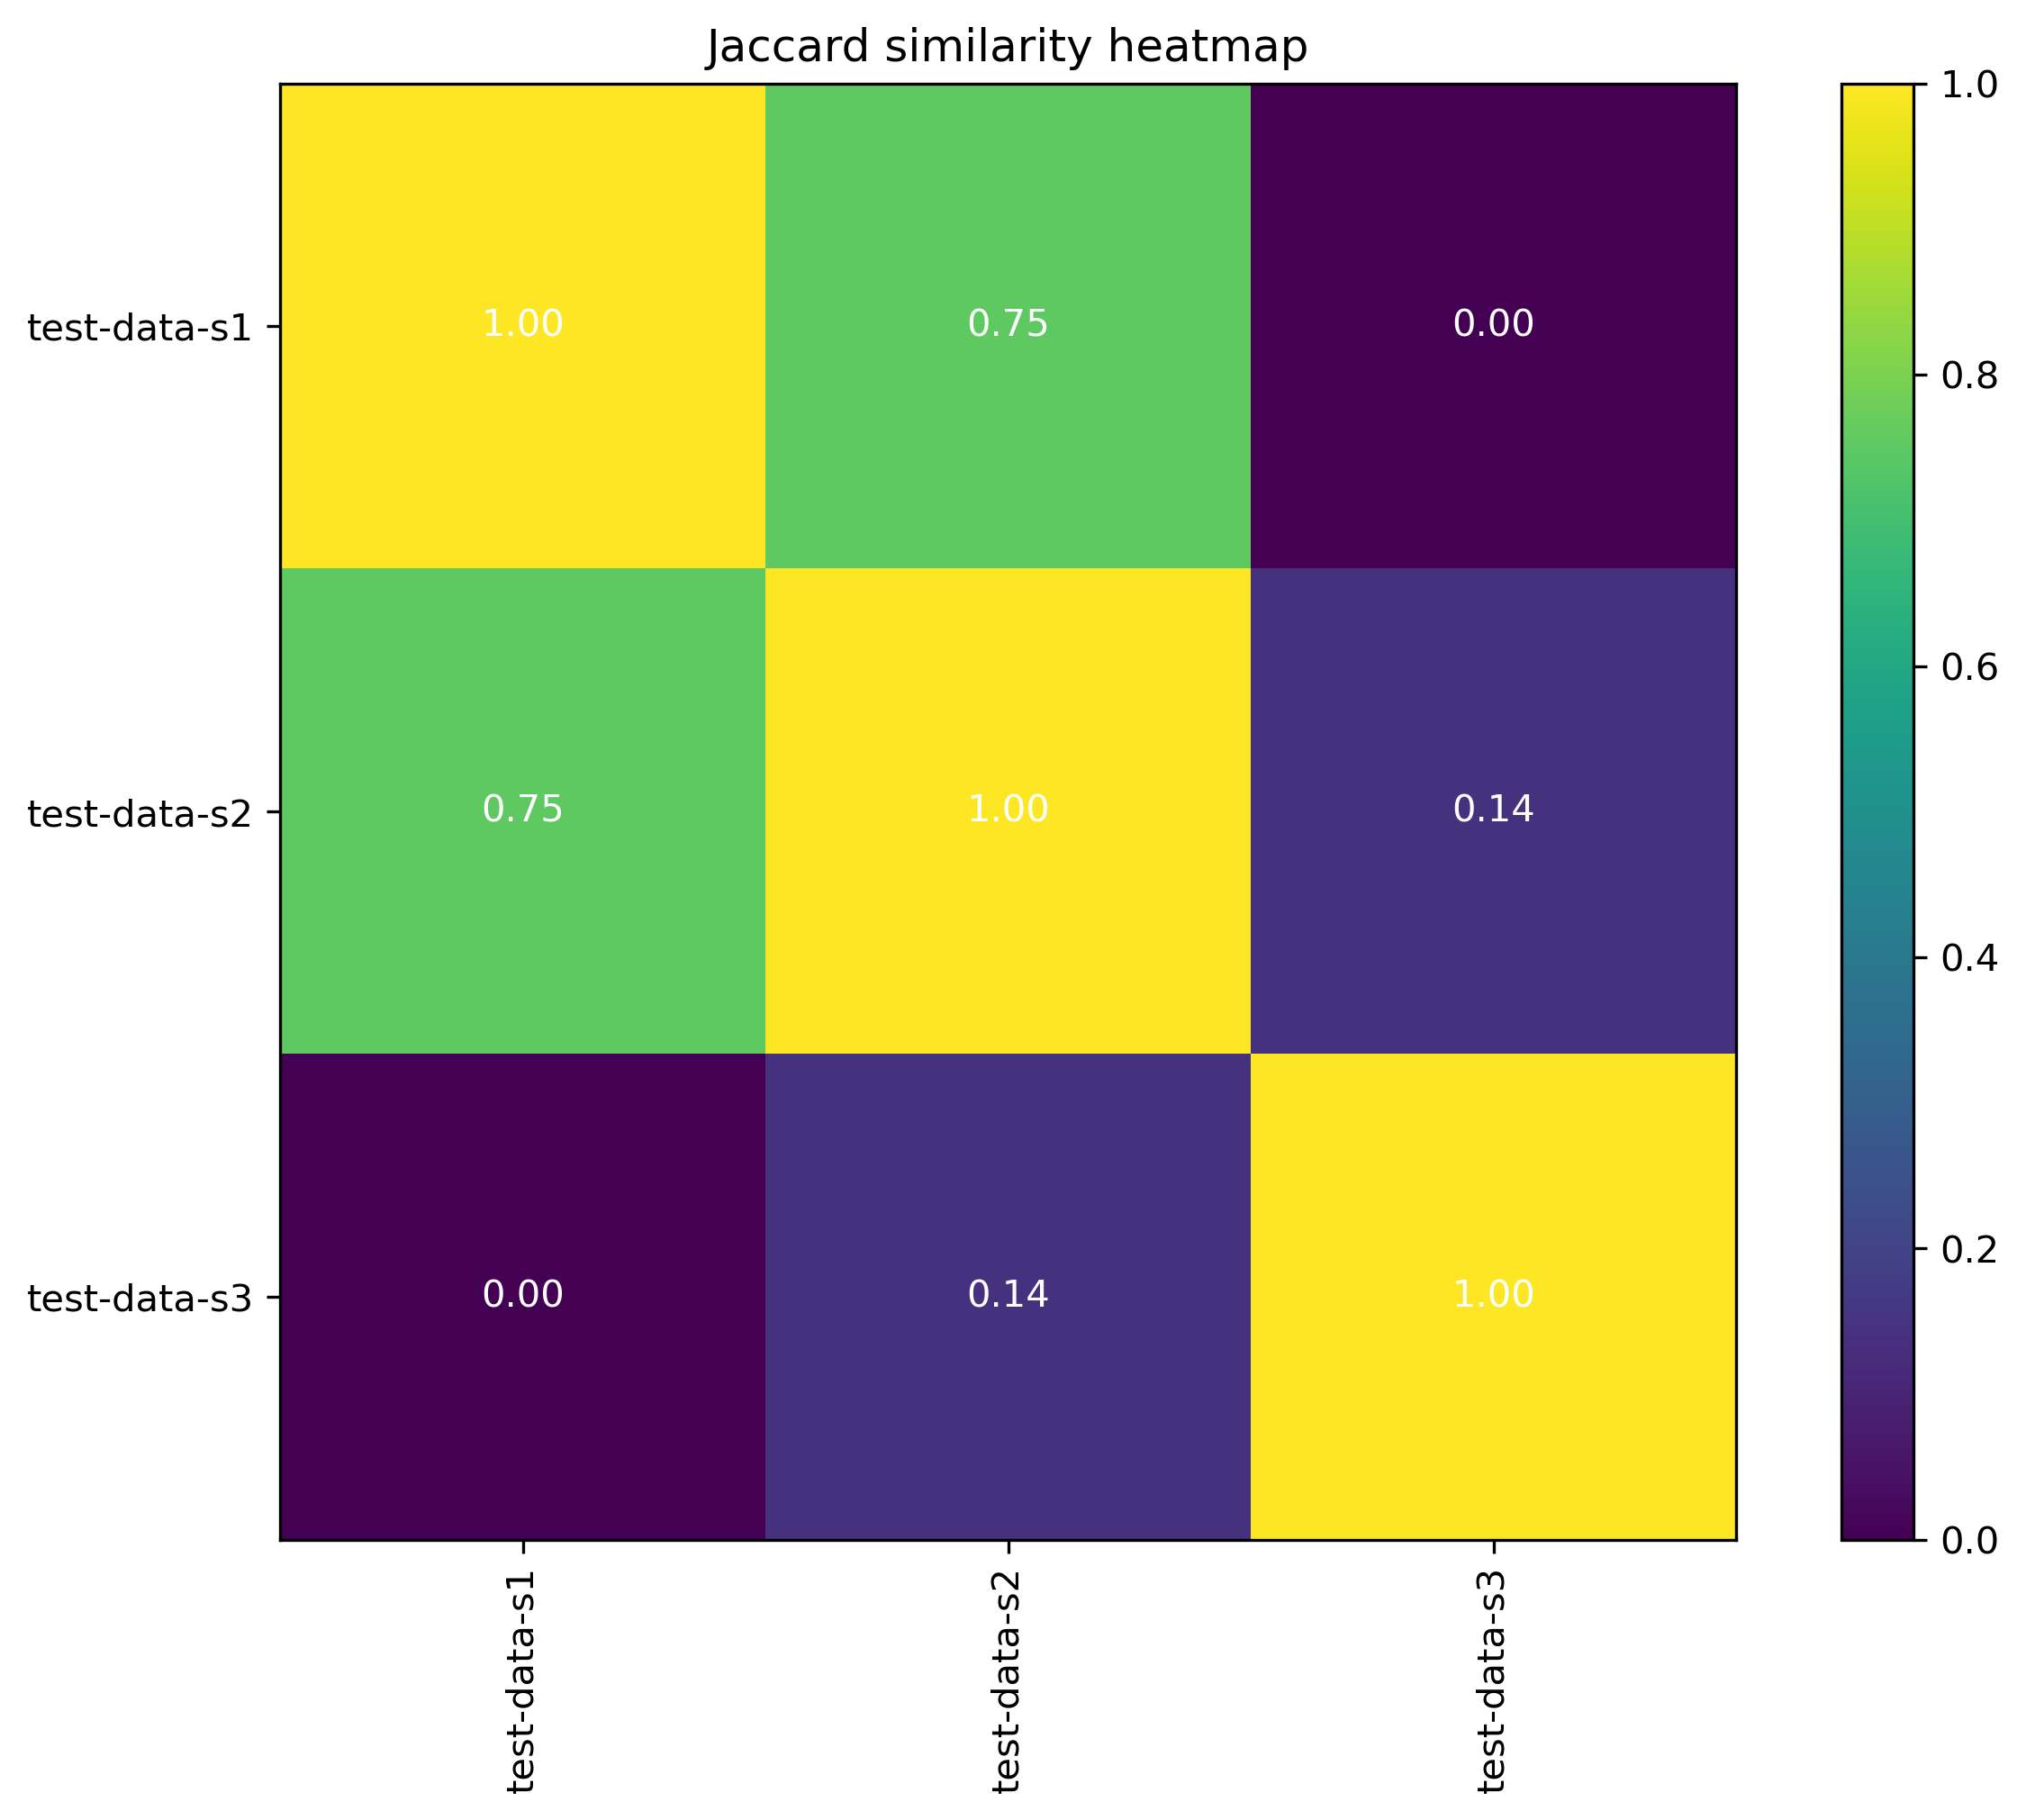 Jaccard similarity heatmap
test-data-s1
1.00 0.75 0.00
test-data-s2
0.75 1.00 0.14
test-data-s3
0.00 0.14 1.00
test-data-s1
test-data-s2
test-data-s3
1.0
0.8
0.6
0.4
0.2
0.0